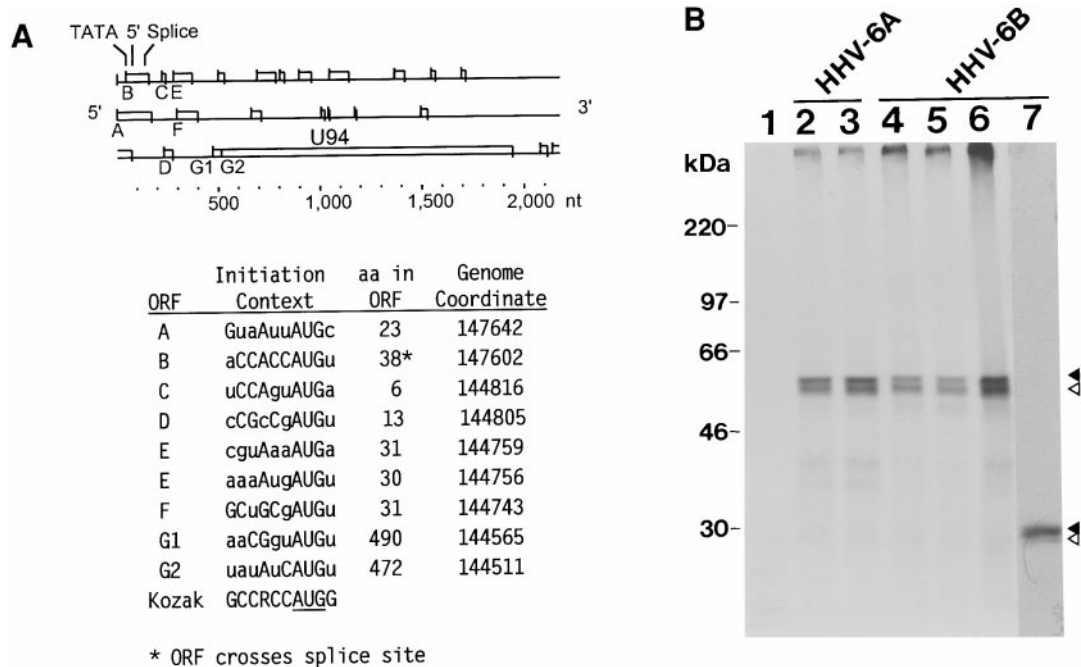 A
TATA 5' Splice
B C E
5' 3'
A F
U94
D G1 G2
500 1,000 1,500 2,000 nt
Initiation aa in Genome
ORF Context ORF Coordinate
A GuaAuuAUGc 23 147642
B aCCACCAUGu 38* 147602
C uCCAguAUGa 6 144816
D cCGcCgAUGu 13 144805
E cguAaaAUGa 31 144759
E aaaAugAUGu 30 144756
F GCuGCgAUGu 31 144743
G1 aaCGguAUGu 490 144565
G2 uauAuCAUGu 472 144511
Kozak GCCRCCAUGG
* ORF crosses splice site
B
HHV-6A HHV-6B
1 2 3 4 5 6 7
kDa
220–
97–
66–
46–
30–